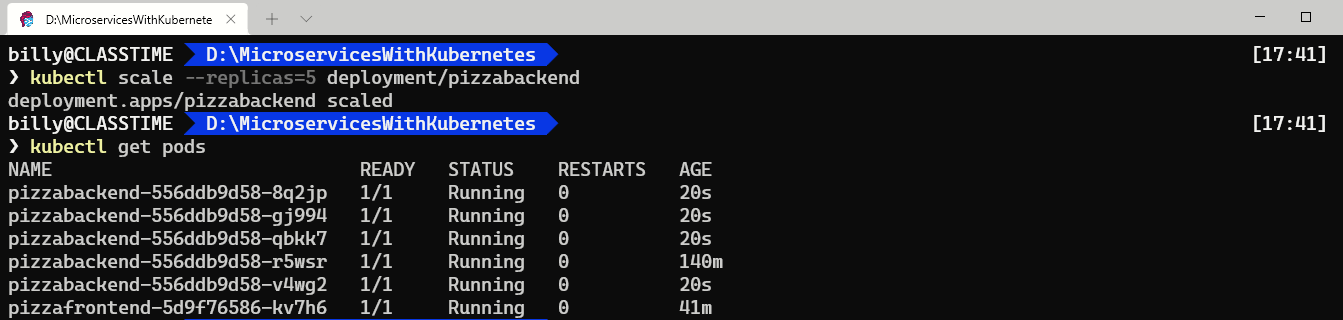 D:\MicroservicesWithKubernete
billy@CLASSTIME D:\MicroservicesWithKubernetes [17:41]
❯ kubectl scale --replicas=5 deployment/pizzabackend
deployment.apps/pizzabackend scaled
billy@CLASSTIME D:\MicroservicesWithKubernetes [17:41]
❯ kubectl get pods
NAME READY STATUS RESTARTS AGE
pizzabackend-556ddb9d58-8q2jp 1/1 Running 0 20s
pizzabackend-556ddb9d58-gj994 1/1 Running 0 20s
pizzabackend-556ddb9d58-qbkk7 1/1 Running 0 20s
pizzabackend-556ddb9d58-r5wsr 1/1 Running 0 140m
pizzabackend-556ddb9d58-v4wg2 1/1 Running 0 20s
pizzafrontend-5d9f76586-kv7h6 1/1 Running 0 41m